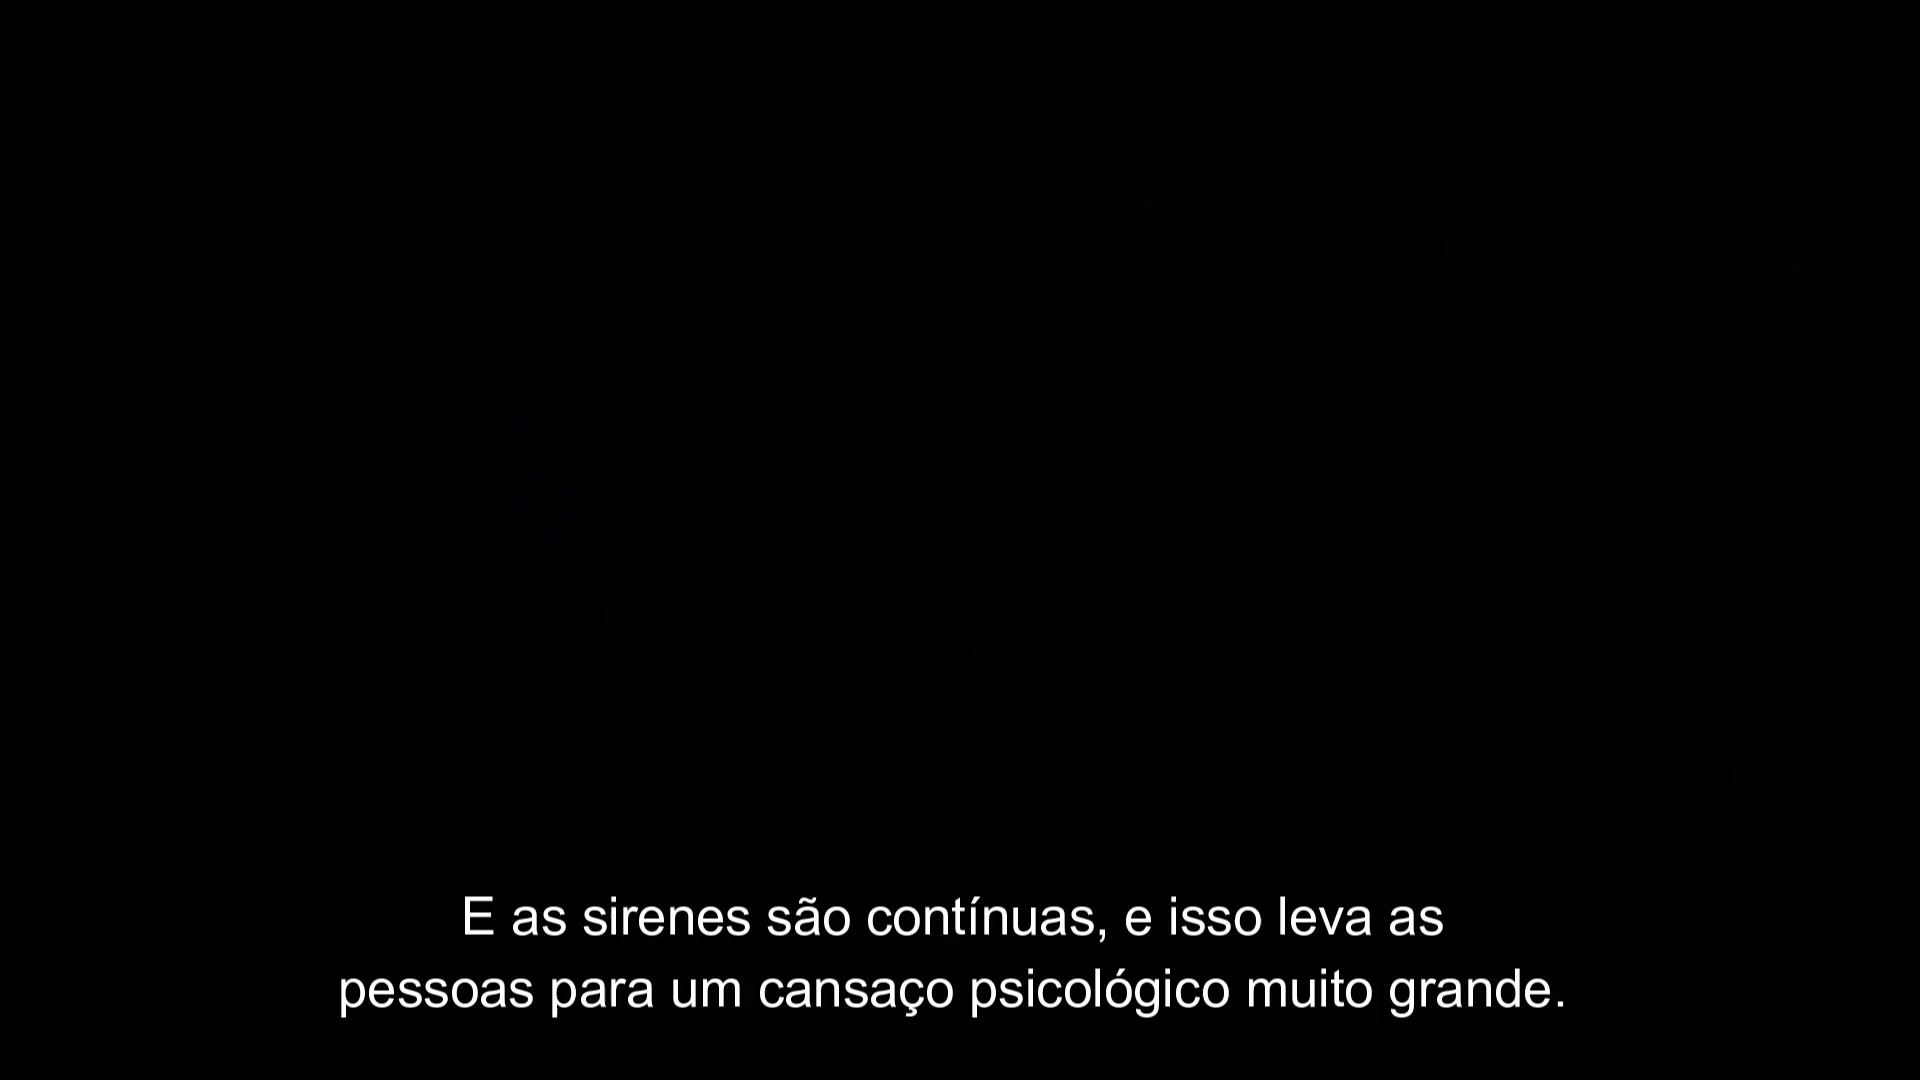 E as sirenes são contínuas, e isso leva as
pessoas para um cansaço psicológico muito grande.